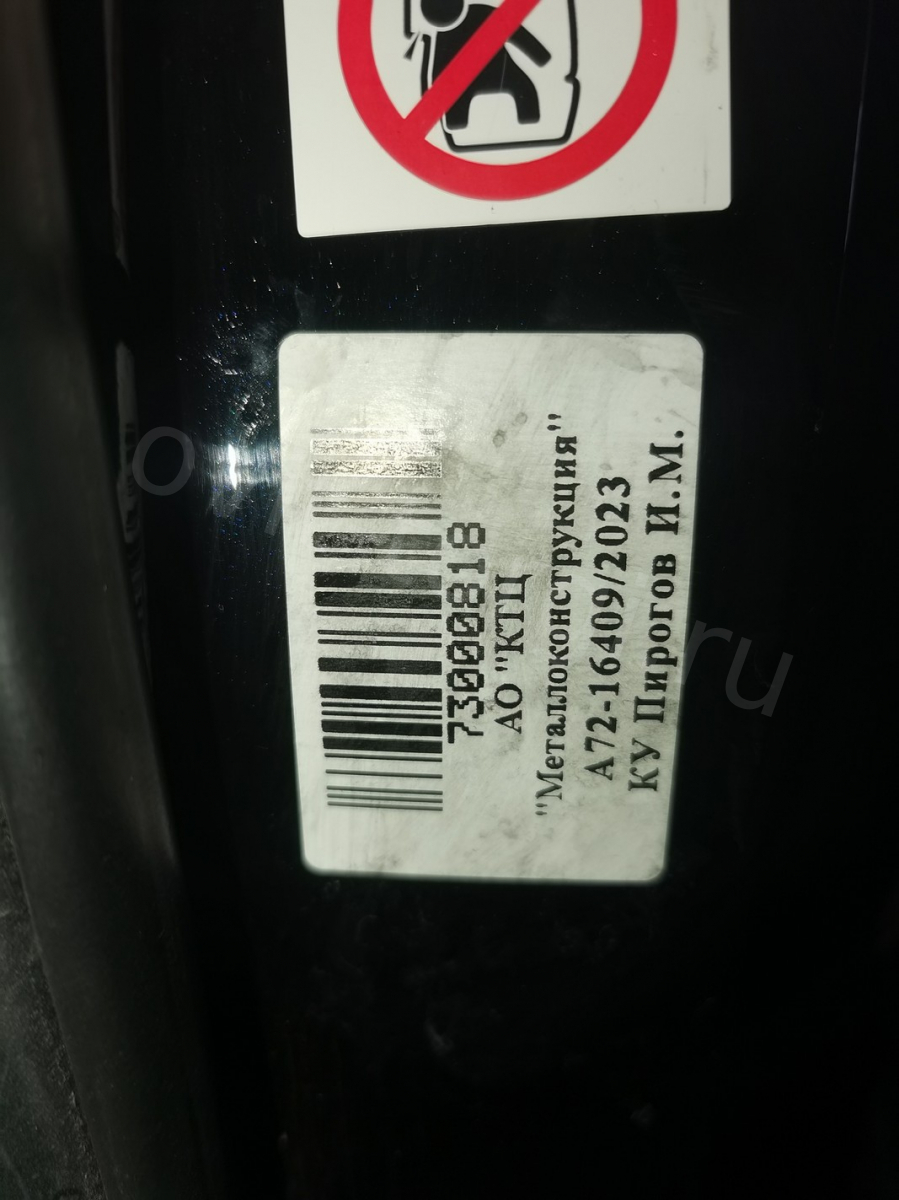 73000818
АО "КТЦ
"Металлоконструкция"
А72-16409/2023
КУ Пирогов И.М.